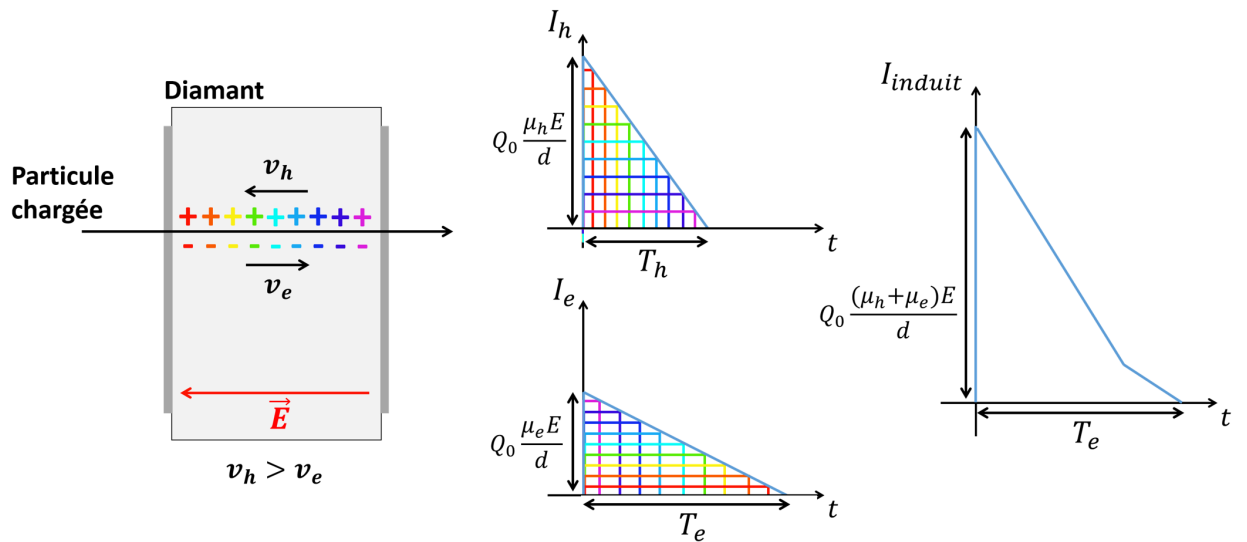 Diamant
Particule
chargée
v_h
+ + + + + + + + +
- - - - - - - - -
v_e
E⃗
v_h > v_e
I_h
Q_0 μ_h E / d
T_h
t
I_e
Q_0 μ_e E / d
T_e
t
I_induit
Q_0 (μ_h+μ_e)E / d
T_e
t